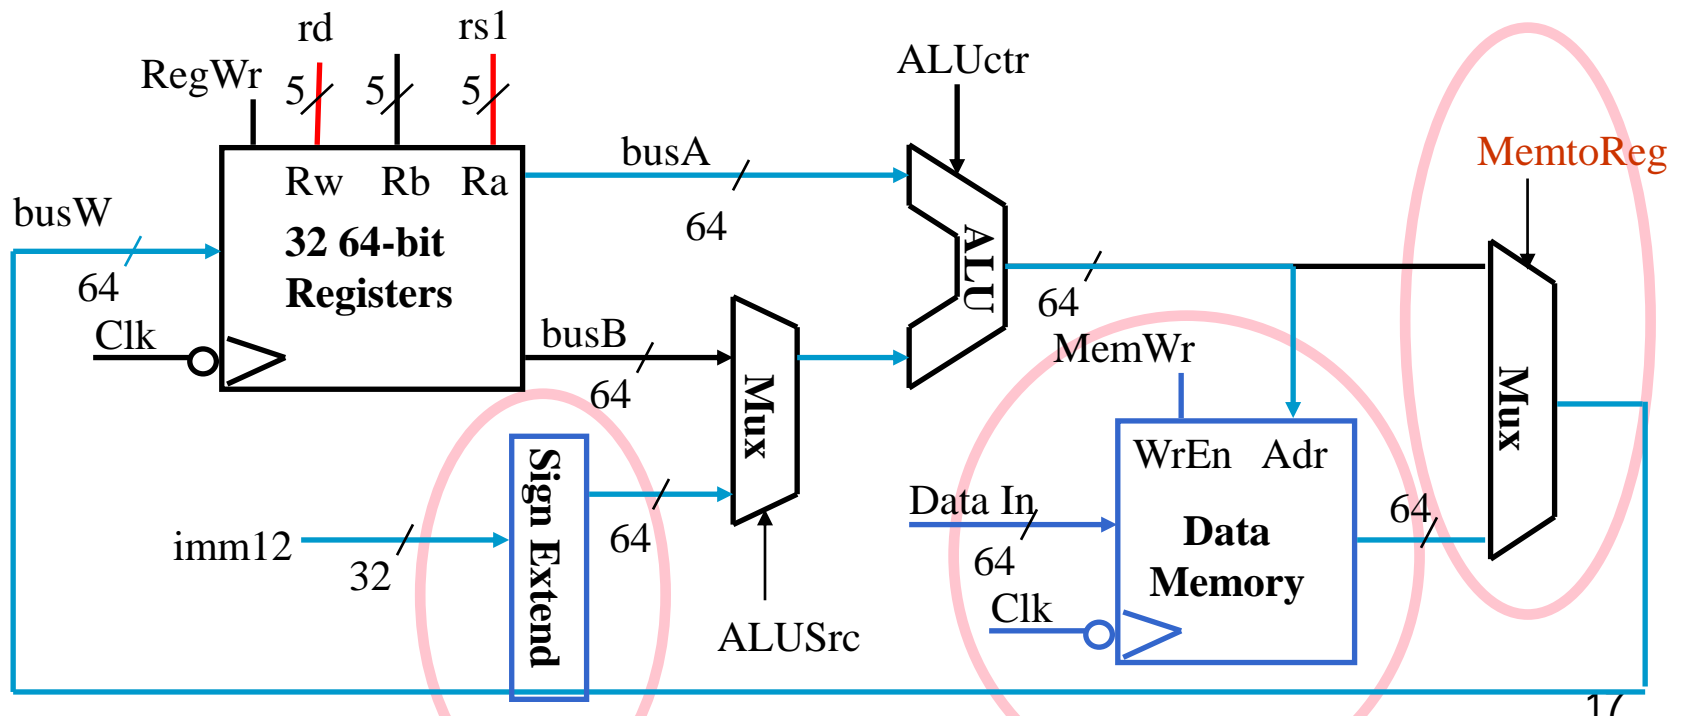 rd
rs1
RegWr
5
5
5
ALUctr
MemtoReg
busA
64
Rw Rb Ra
busW
64
32 64-bit
Registers
Clk
busB
64
ALU
64
MemWr
Mux
Mux
WrEn Adr
Data In
64
Data
Memory
64
Clk
Sign Extend
imm12
32
64
ALUSrc
17